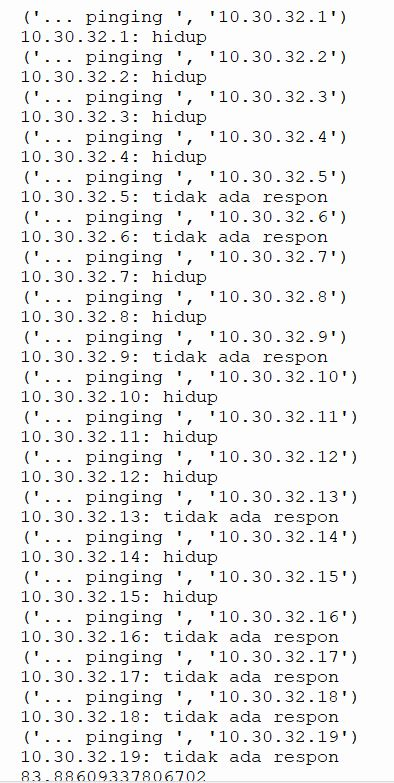 ('... pinging ', '10.30.32.1')
10.30.32.1: hidup
('... pinging ', '10.30.32.2')
10.30.32.2: hidup
('... pinging ', '10.30.32.3')
10.30.32.3: hidup
('... pinging ', '10.30.32.4')
10.30.32.4: hidup
('... pinging ', '10.30.32.5')
10.30.32.5: tidak ada respon
('... pinging ', '10.30.32.6')
10.30.32.6: tidak ada respon
('... pinging ', '10.30.32.7')
10.30.32.7: hidup
('... pinging ', '10.30.32.8')
10.30.32.8: hidup
('... pinging ', '10.30.32.9')
10.30.32.9: tidak ada respon
('... pinging ', '10.30.32.10')
10.30.32.10: hidup
('... pinging ', '10.30.32.11')
10.30.32.11: hidup
('... pinging ', '10.30.32.12')
10.30.32.12: hidup
('... pinging ', '10.30.32.13')
10.30.32.13: tidak ada respon
('... pinging ', '10.30.32.14')
10.30.32.14: hidup
('... pinging ', '10.30.32.15')
10.30.32.15: hidup
('... pinging ', '10.30.32.16')
10.30.32.16: tidak ada respon
('... pinging ', '10.30.32.17')
10.30.32.17: tidak ada respon
('... pinging ', '10.30.32.18')
10.30.32.18: tidak ada respon
('... pinging ', '10.30.32.19')
10.30.32.19: tidak ada respon
83.88609337806702